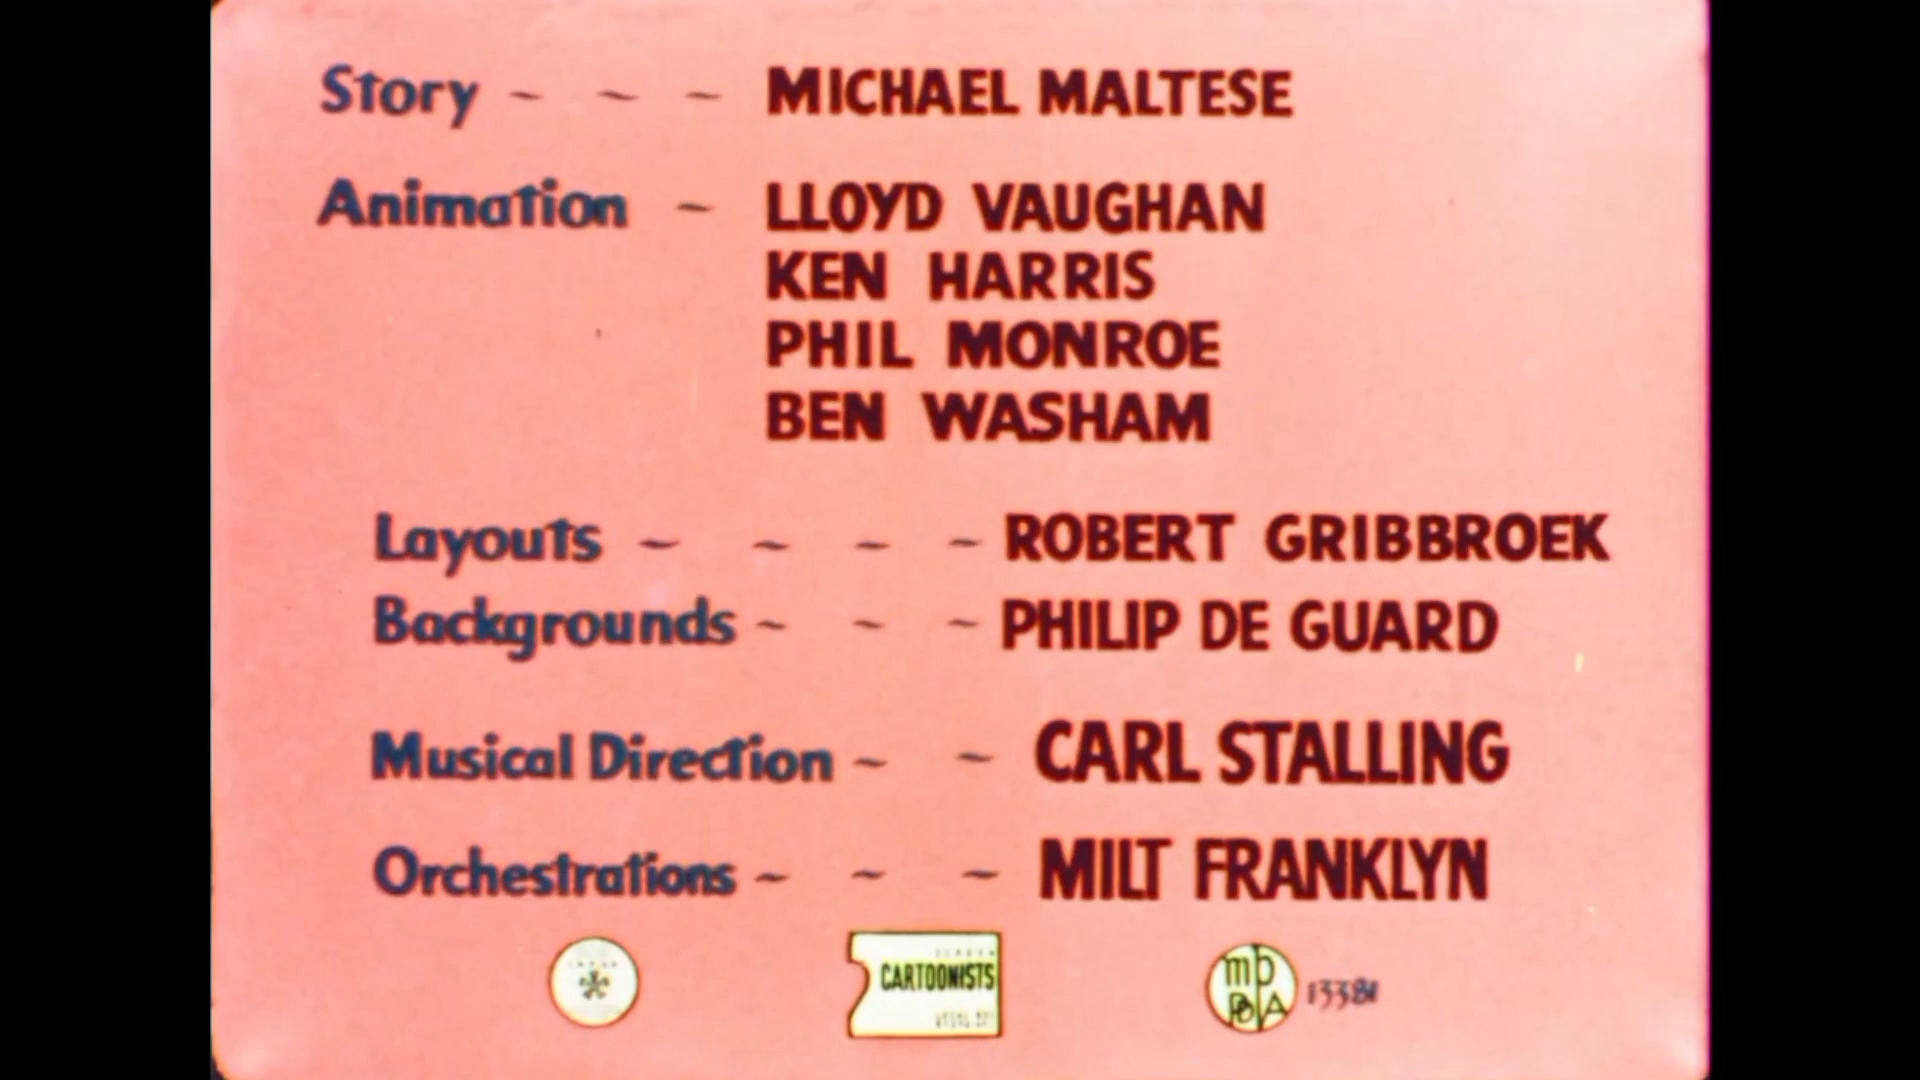 Story ~ ~ ~ MICHAEL MALTESE
Animation ~ LLOYD VAUGHAN
KEN HARRIS
PHIL MONROE
BEN WASHAM
Layouts ~ ~ ~ ~ ROBERT GRIBBROEK
Backgrounds ~ ~ ~ PHILIP DE GUARD
Musical Direction ~ ~ CARL STALLING
Orchestrations ~ ~ ~ MILT FRANKLYN
CARTOONISTS